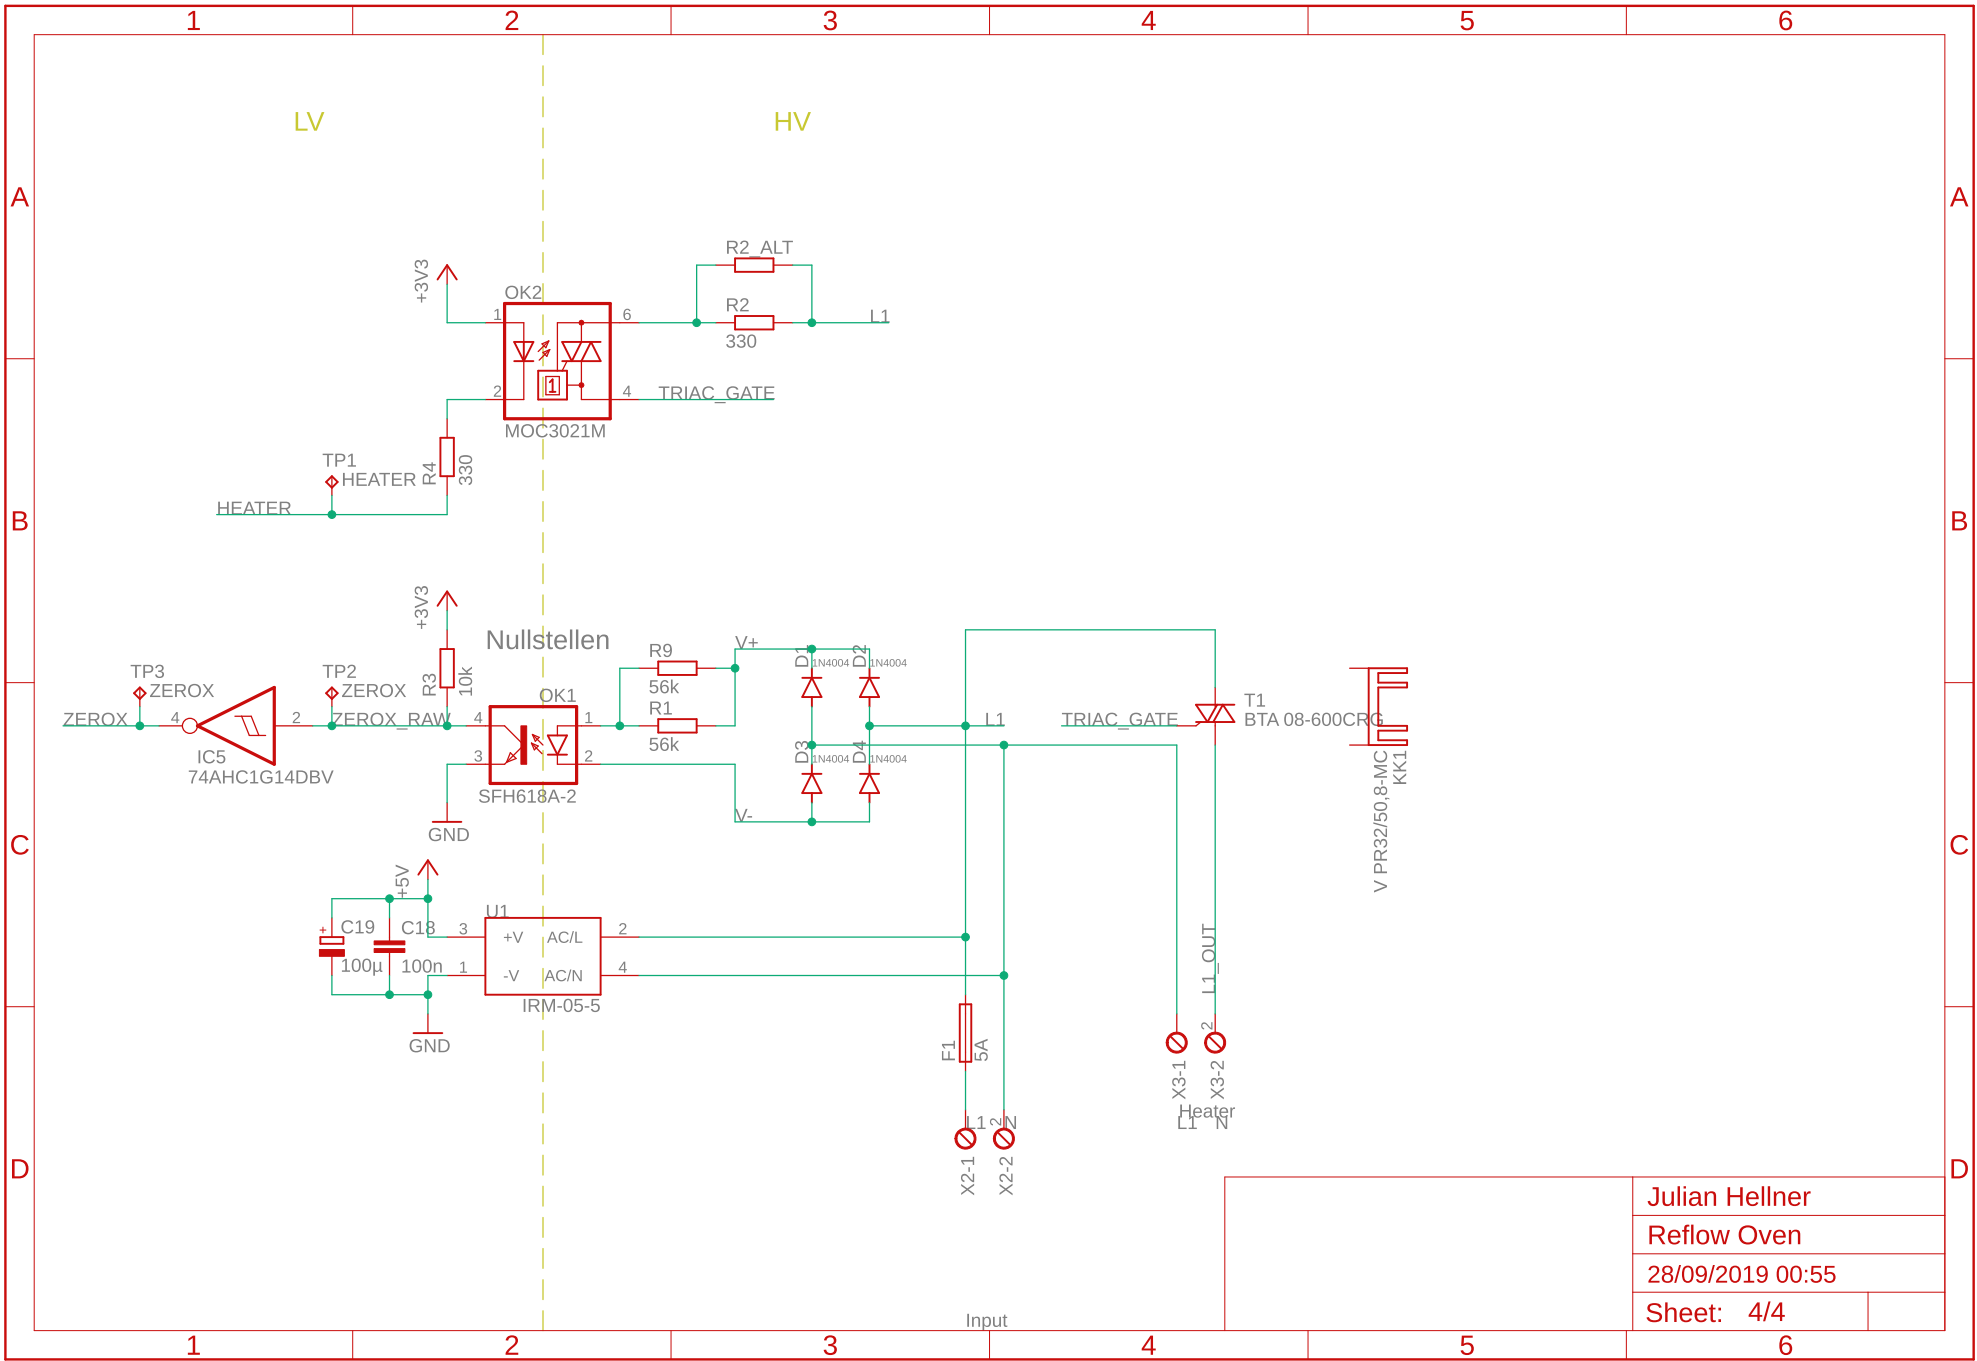 1 2 3 4 5 6
LV HV
A A
R2_ALT
+3V3
OK2
R2
1 6 L1
330
2 4 TRIAC_GATE
1
MOC3021M
TP1
HEATER
R4
330
HEATER
B B
+3V3
Nullstellen
R9
V+
D1
1N4004
D2
1N4004
TP3
ZEROX
TP2
ZEROX
R3
10k
56k
OK1
R1
T1
BTA 08-600CRG
ZEROX 4 2 ZEROX_RAW 4 1 L1 TRIAC_GATE
56k
IC5
74AHC1G14DBV
3 2
D3
1N4004
D4
1N4004
KK1
V PR32/50,8-MC
SFH618A-2
V-
GND
C C
+5V
U1
C19
C18
3 +V AC/L 2
100µ
100n
1 -V AC/N 4
L1_OUT
IRM-05-5
GND
F1
5A
2
X3-1
X3-2
Heater
L1 N
L1 2 N
X2-1
X2-2
D D
Julian Hellner
Reflow Oven
28/09/2019 00:55
Sheet: 4/4
Input
1 2 3 4 5 6